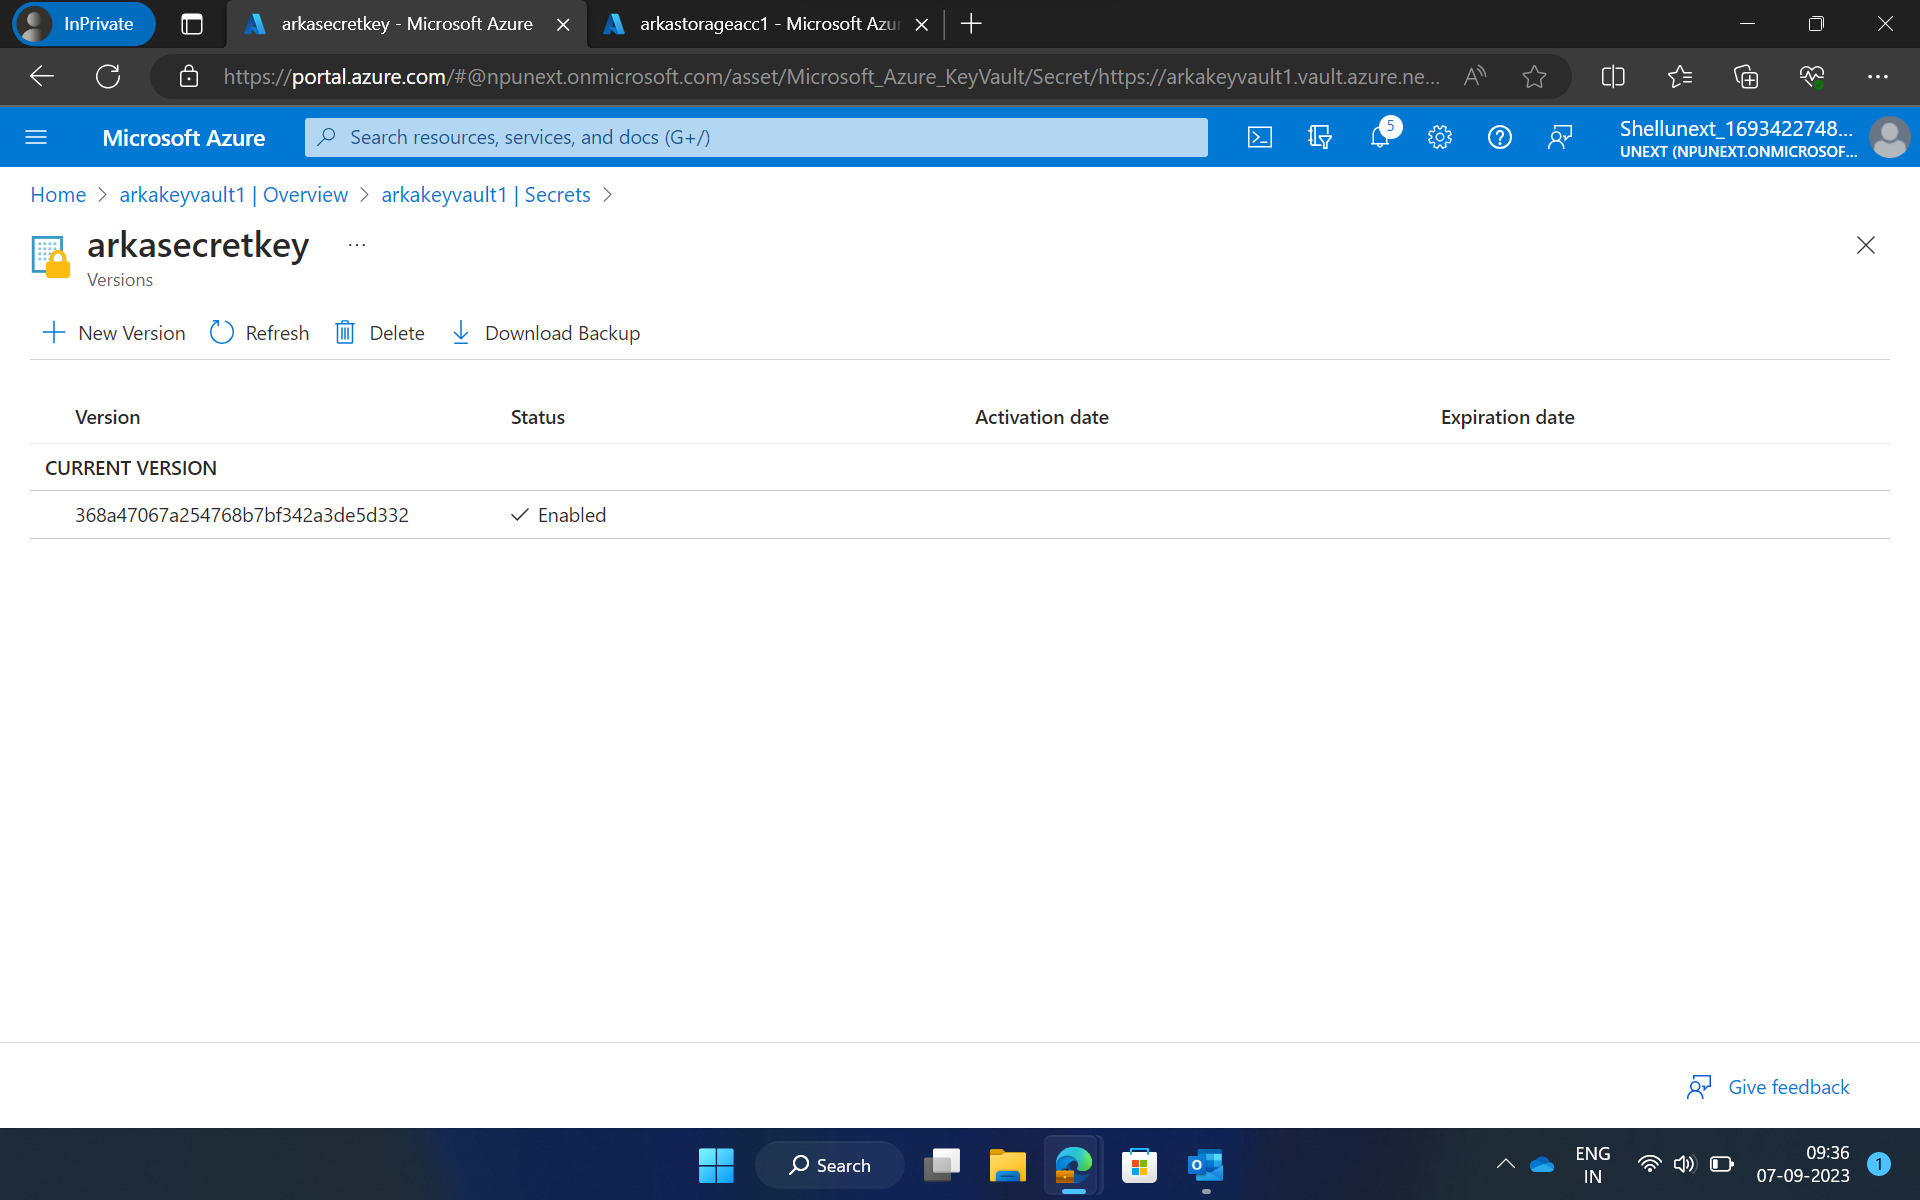 InPrivate
arkasecretkey - Microsoft Azure
arkastorageacc1 - Microsoft Azu
https://portal.azure.com/#@npunext.onmicrosoft.com/asset/Microsoft_Azure_KeyVault/Secret/https://arkakeyvault1.vault.azure.ne...
Microsoft Azure
Search resources, services, and docs (G+/)
5
Shellunext_1693422748...
UNEXT (NPUNEXT.ONMICROSOF...
Home > arkakeyvault1 | Overview > arkakeyvault1 | Secrets >
arkasecretkey ...
Versions
New Version Refresh Delete Download Backup
Version Status Activation date Expiration date
CURRENT VERSION
368a47067a254768b7bf342a3de5d332 Enabled
Give feedback
Search
ENG
IN
09:36
07-09-2023
1